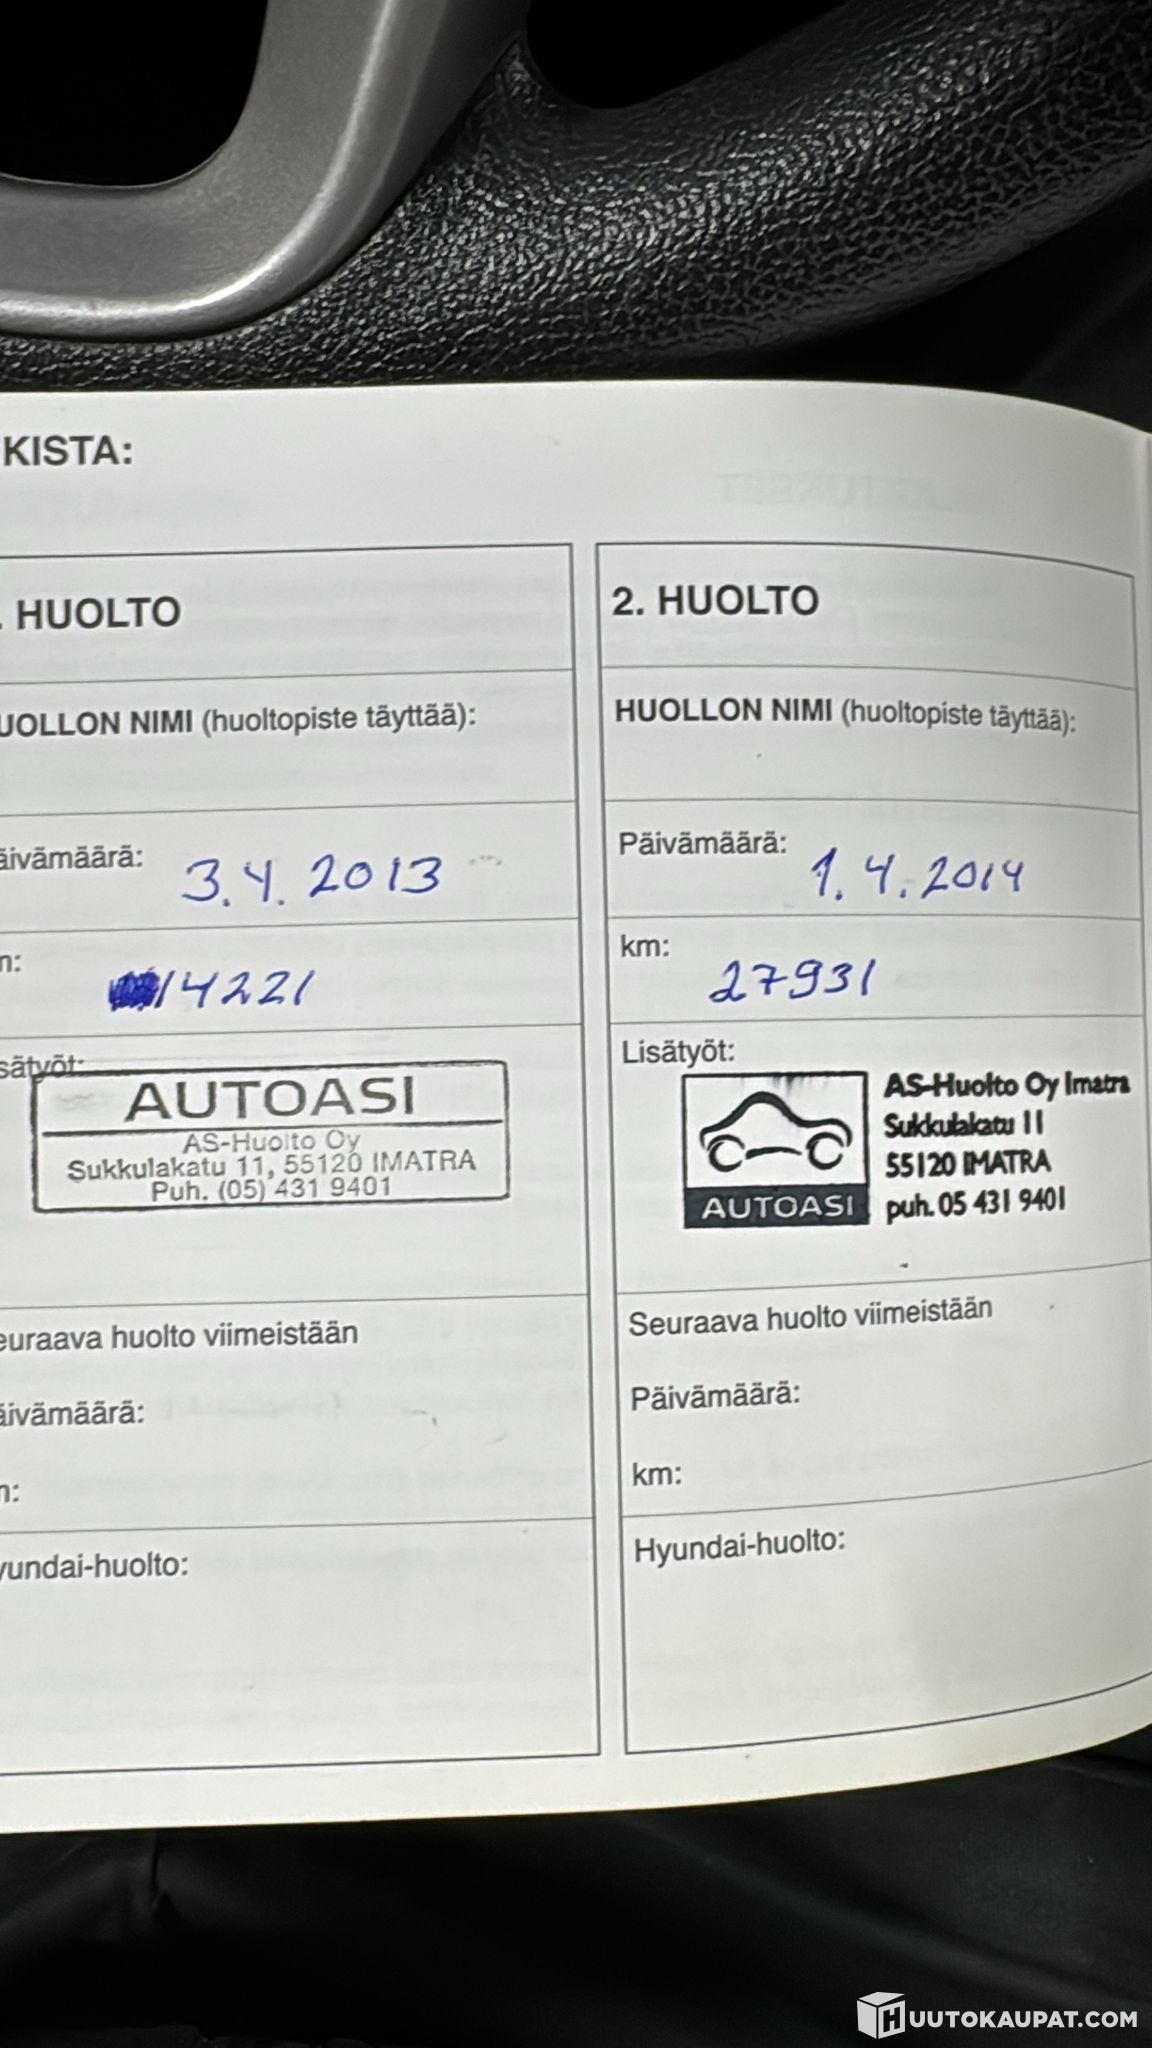 KISTA:
. HUOLTO
UOLLON NIMI (huoltopiste täyttää):
äivämäärä: 3.4.2013
n: 14221
sätyöt:
AUTOASI
AS-Huolto Oy
Sukkulakatu 11, 55120 IMATRA
Puh. (05) 431 9401
euraava huolto viimeistään
äivämäärä:
n:
yundai-huolto:
2. HUOLTO
HUOLLON NIMI (huoltopiste täyttää):
Päivämäärä: 1.4.2014
km: 27931
Lisätyöt:
AUTOASI
AS-Huolto Oy Imatra
Sukkulakatu 11
55120 IMATRA
puh. 05 431 9401
Seuraava huolto viimeistään
Päivämäärä:
km:
Hyundai-huolto:
HUUTOKAUPAT.COM